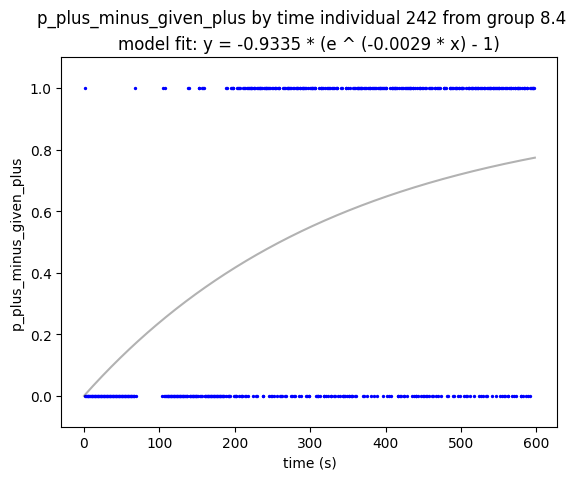 p_plus_minus_given_plus by time individual 242 from group 8.4
model fit: y = -0.9335 * (e ^ (-0.0029 * x) - 1)
p_plus_minus_given_plus
1.0
0.8
0.6
0.4
0.2
0.0
0 100 200 300 400 500 600
time (s)